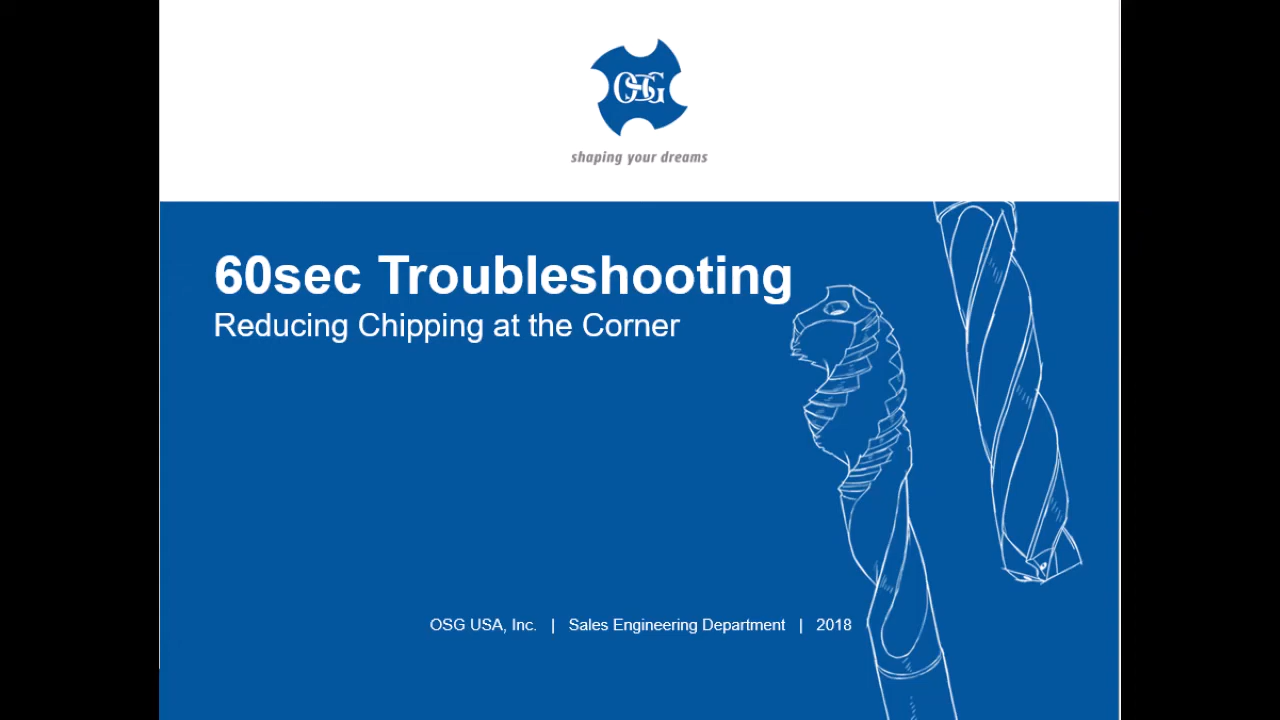 OSG
shaping your dreams
60sec Troubleshooting
Reducing Chipping at the Corner
OSG USA, Inc. | Sales Engineering Department | 2018